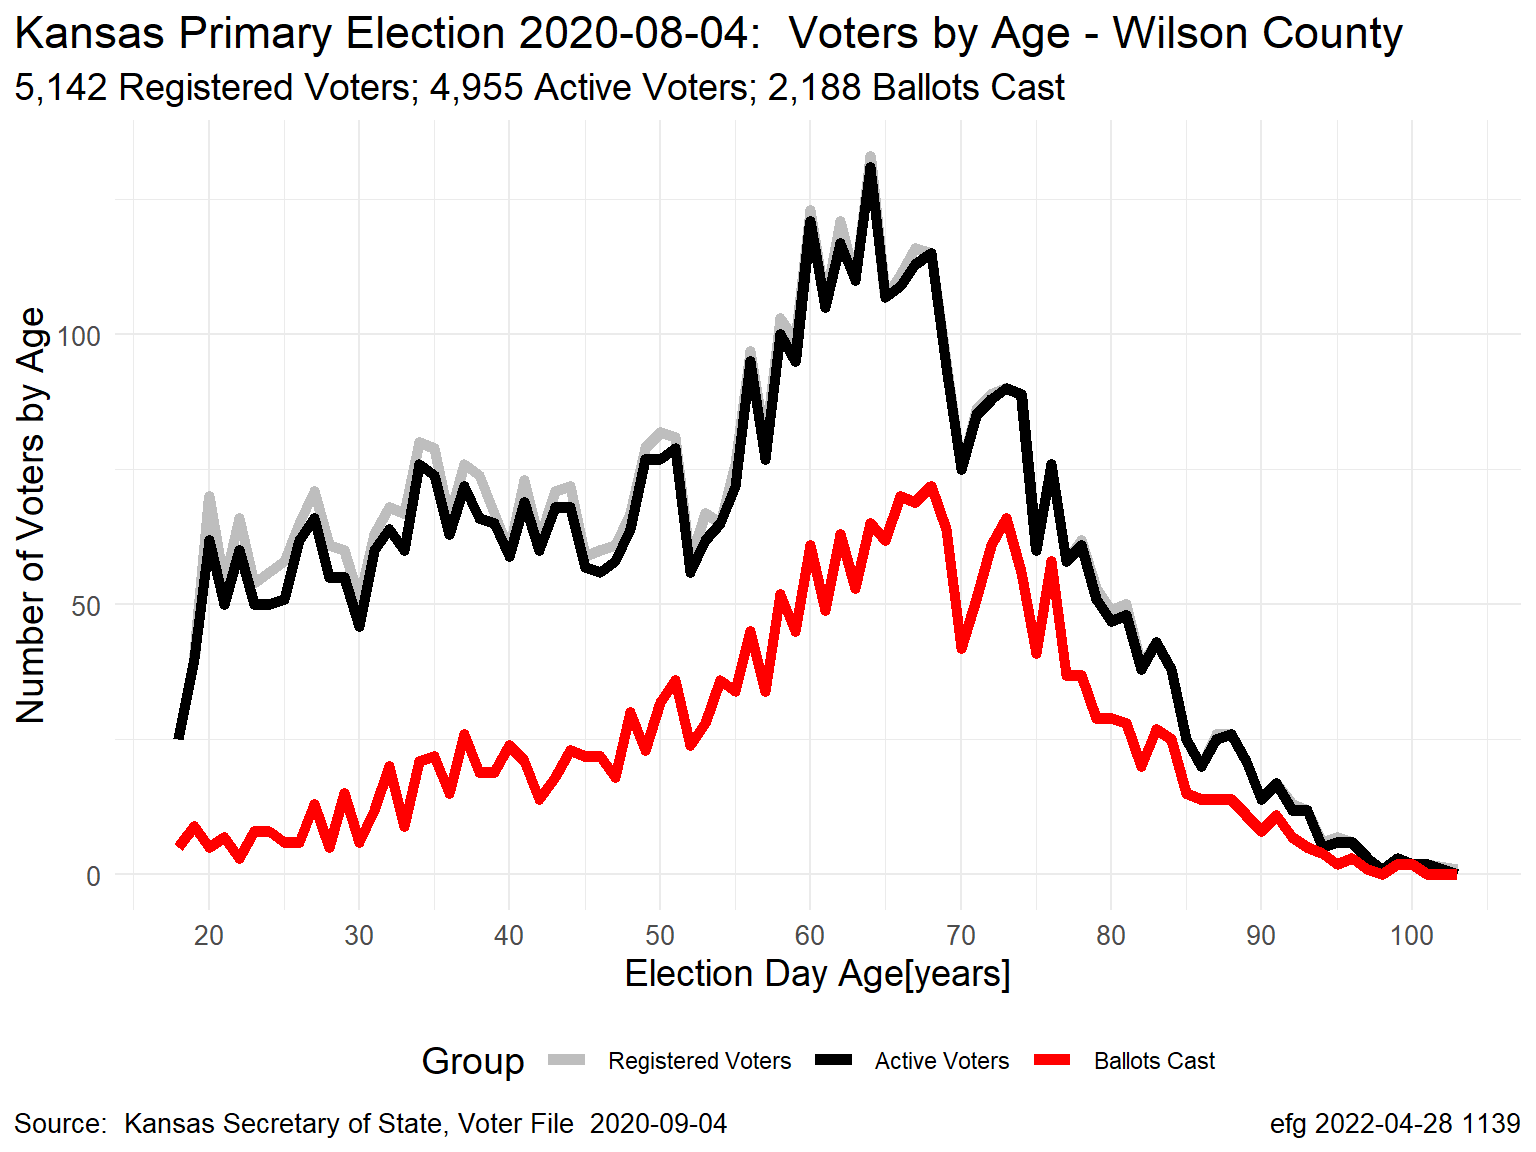 Kansas Primary Election 2020-08-04:  Voters by Age - Wilson County
5,142 Registered Voters; 4,955 Active Voters; 2,188 Ballots Cast
Number of Voters by Age
100
50
0
20 30 40 50 60 70 80 90 100
Election Day Age[years]
Group Registered Voters Active Voters Ballots Cast
Source:  Kansas Secretary of State, Voter File  2020-09-04
efg 2022-04-28 1139